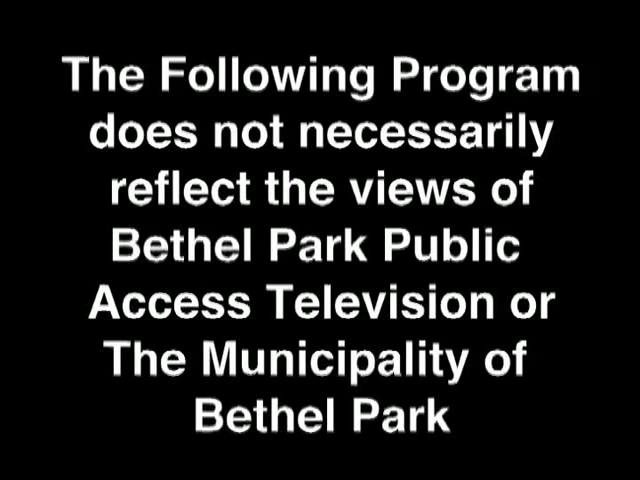 The Following Program
does not necessarily
reflect the views of
Bethel Park Public
Access Television or
The Municipality of
Bethel Park